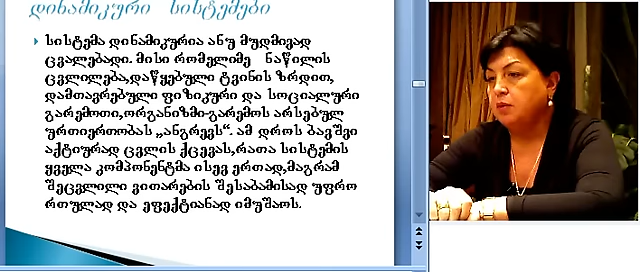 დინამიკური სისტემები
სისტემა დინამიკურია ანუ მუდმივად
ცვალებადი. მისი რომელიმე ნაწილის
ცვლილება,დაწყებული ტვინის ზრდით,
დამთავრებული ფიზიკური და სოციალური
გარემოთი,ორგანიზმი-გარემოს არსებულ
ურთიერთობას „ანგრევს“. ამ დროს ბავშვი
აქტიურად ცვლის ქცევას,რათა სისტემის
ყველა კომპონენტმა ისევ ერთად,მაგრამ
შეცვლილი ვითარების შესაბამისად უფრო
რთულად და ეფექტიანად იმუშაოს.